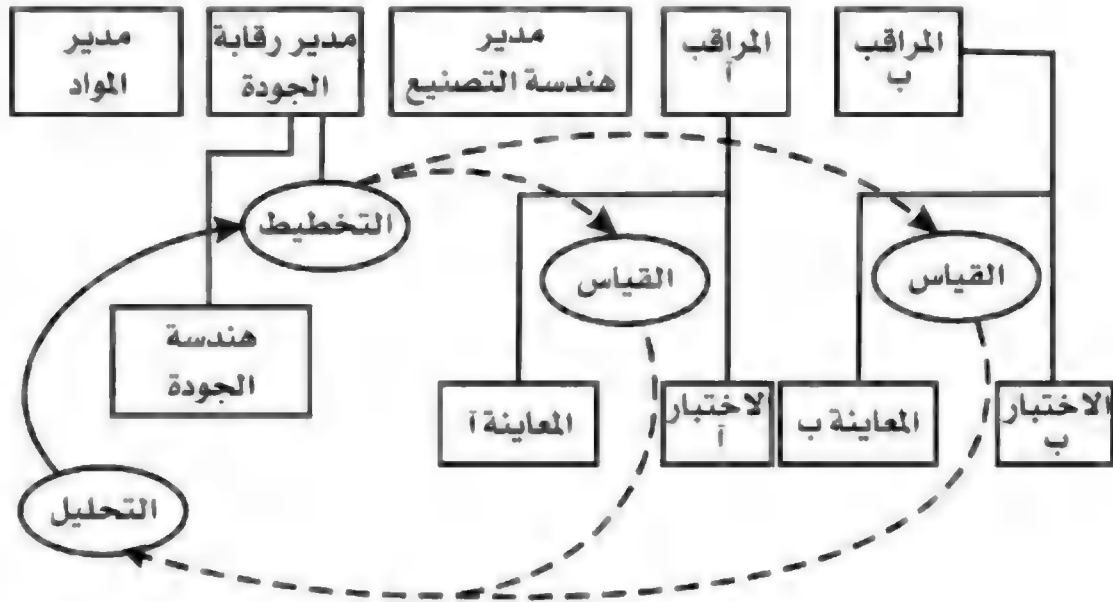 المراقب
ب
المراقب
آ
مدير
هندسة التصنيع
مدير رقابة
الجودة
مدير
المواد
التخطيط
القياس
القياس
هندسة
الجودة
الاختبار
ب
المعاينة ب
الاختبار
آ
المعاينة آ
التحليل